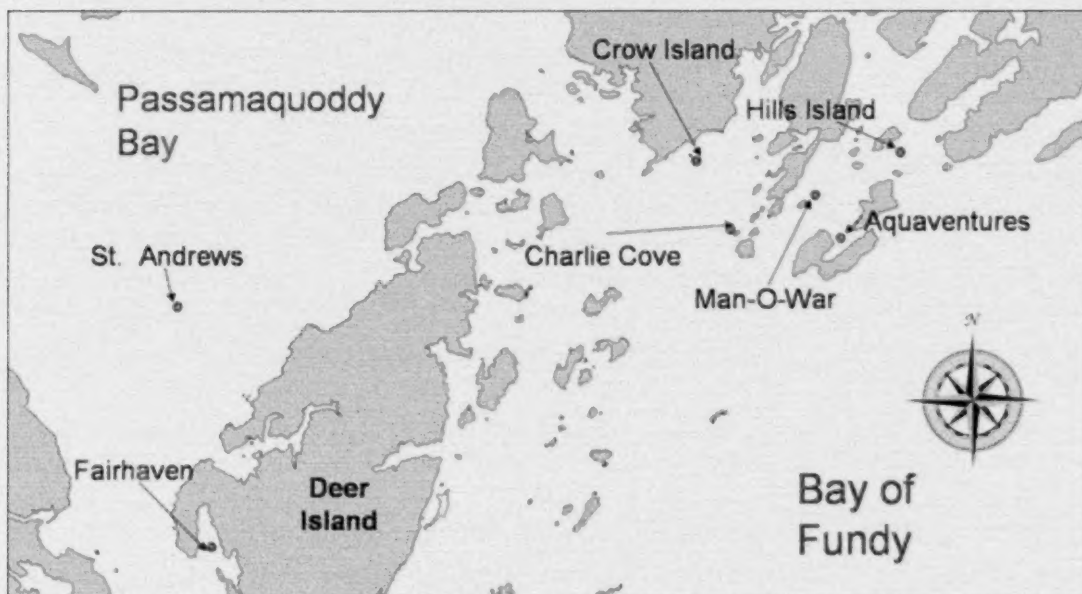 Crow Island
Passamaquoddy
Bay
Hills Island
St. Andrews
Charlie Cove
Aquaventures
Man-O-War
N
Fairhaven
Deer
Island
Bay of
Fundy